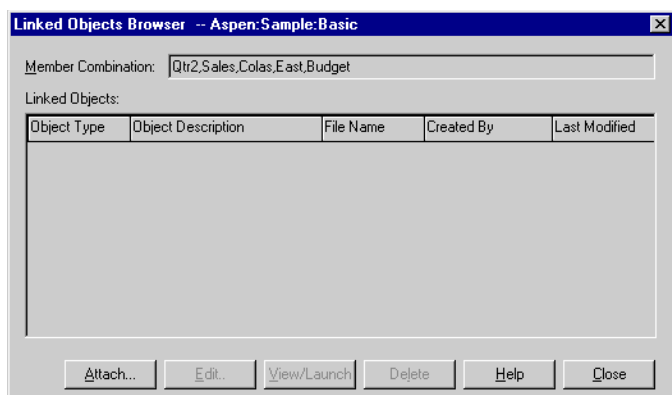 Linked Objects Browser -- Aspen:Sample:Basic
Member Combination: Qtr2,Sales,Colas,East,Budget
Linked Objects:
Object Type Object Description File Name Created By Last Modified
Attach... Edit.. View/Launch Delete Help Close